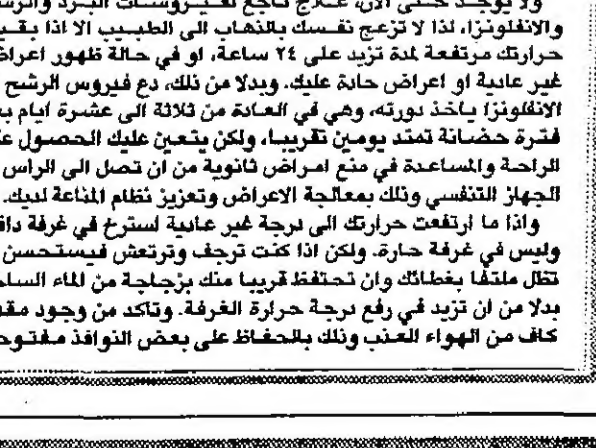 ولا يوجد حتى الآن، علاج ناجع لفيروسات البرد والرشح
والانفلونزا، لذا لا تزعج نفسك بالذهاب الى الطبيب الا اذا بقيت
حرارتك مرتفعة لمدة تزيد على ٢٤ ساعة، او في حالة ظهور اعراض
غير عادية او اعراض حادة عليك. وبدلا من ذلك، دع فيروس الرشح
الانفلونزا ياخذ دورته، وهي في العادة من ثلاثة الى عشرة ايام
فترة حضانة تمتد يومين تقريبا، ولكن يتعين عليك الحصول
الراحة والمساعدة في منع امراض ثانوية من ان تصل الى الراس
الجهاز التنفسي وذلك بمعالجة الاعراض وتعزيز نظام المناعة لديك.
واذا ما ارتفعت حرارتك الى درجة غير عادية استرخ في غرفة
وليس في غرفة حارة. ولكن اذا كنت ترجف وترتعش فيستحسن
تظل ملتفا بغطائك وان تحتفظ قريبا منك بزجاجة من الماء
بدلا من ان تزيد في رفع درجة حرارة الغرفة. وتاكد من وجود
كاف من الهواء العذب وذلك بالحفاظ على بعض النوافذ